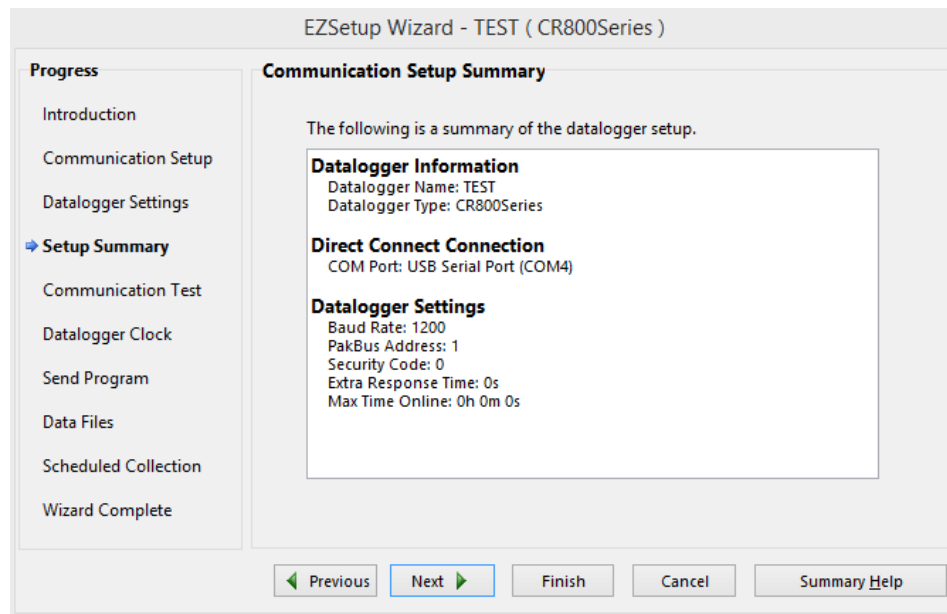 EZSetup Wizard - TEST ( CR800Series )
Progress
Introduction
Communication Setup
Datalogger Settings
Setup Summary
Communication Test
Datalogger Clock
Send Program
Data Files
Scheduled Collection
Wizard Complete
Communication Setup Summary
The following is a summary of the datalogger setup.
Datalogger Information
Datalogger Name: TEST
Datalogger Type: CR800Series
Direct Connect Connection
COM Port: USB Serial Port (COM4)
Datalogger Settings
Baud Rate: 1200
PakBus Address: 1
Security Code: 0
Extra Response Time: 0s
Max Time Online: 0h 0m 0s
Previous
Next
Finish
Cancel
Summary Help